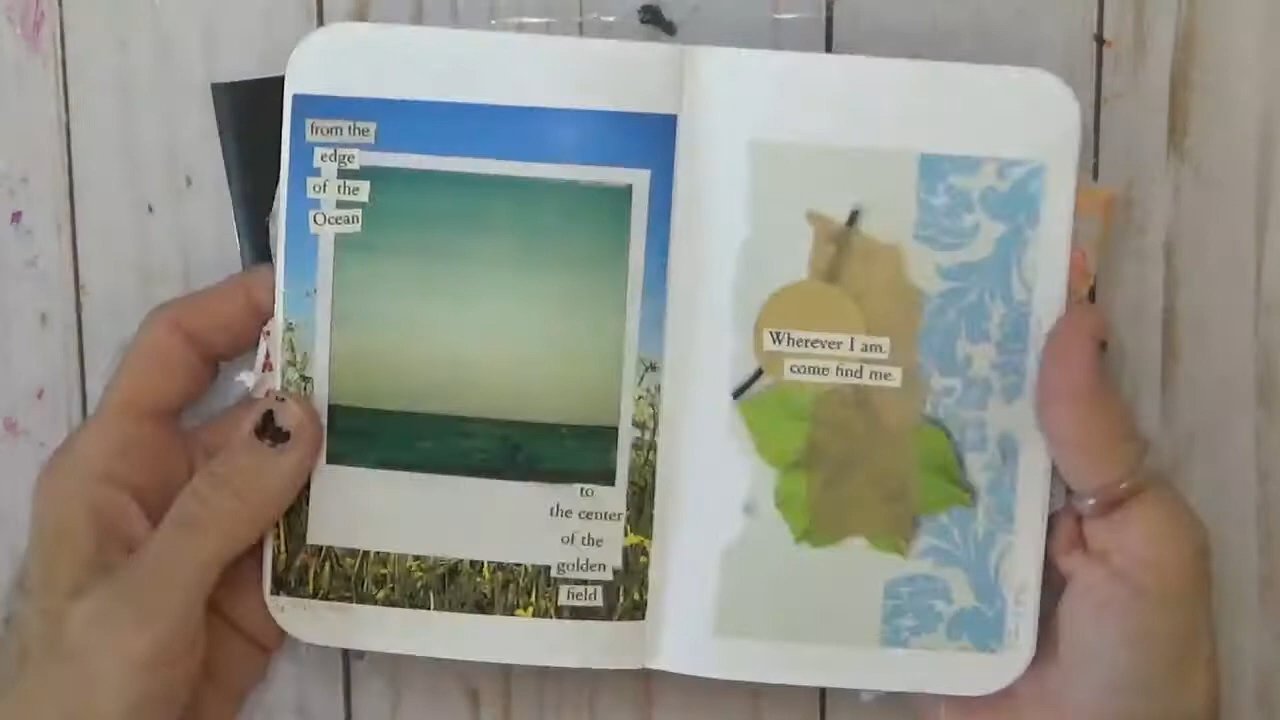 from the
edge
of the
Ocean
to
the center
of the
golden
field
Wherever I am.
come find me.